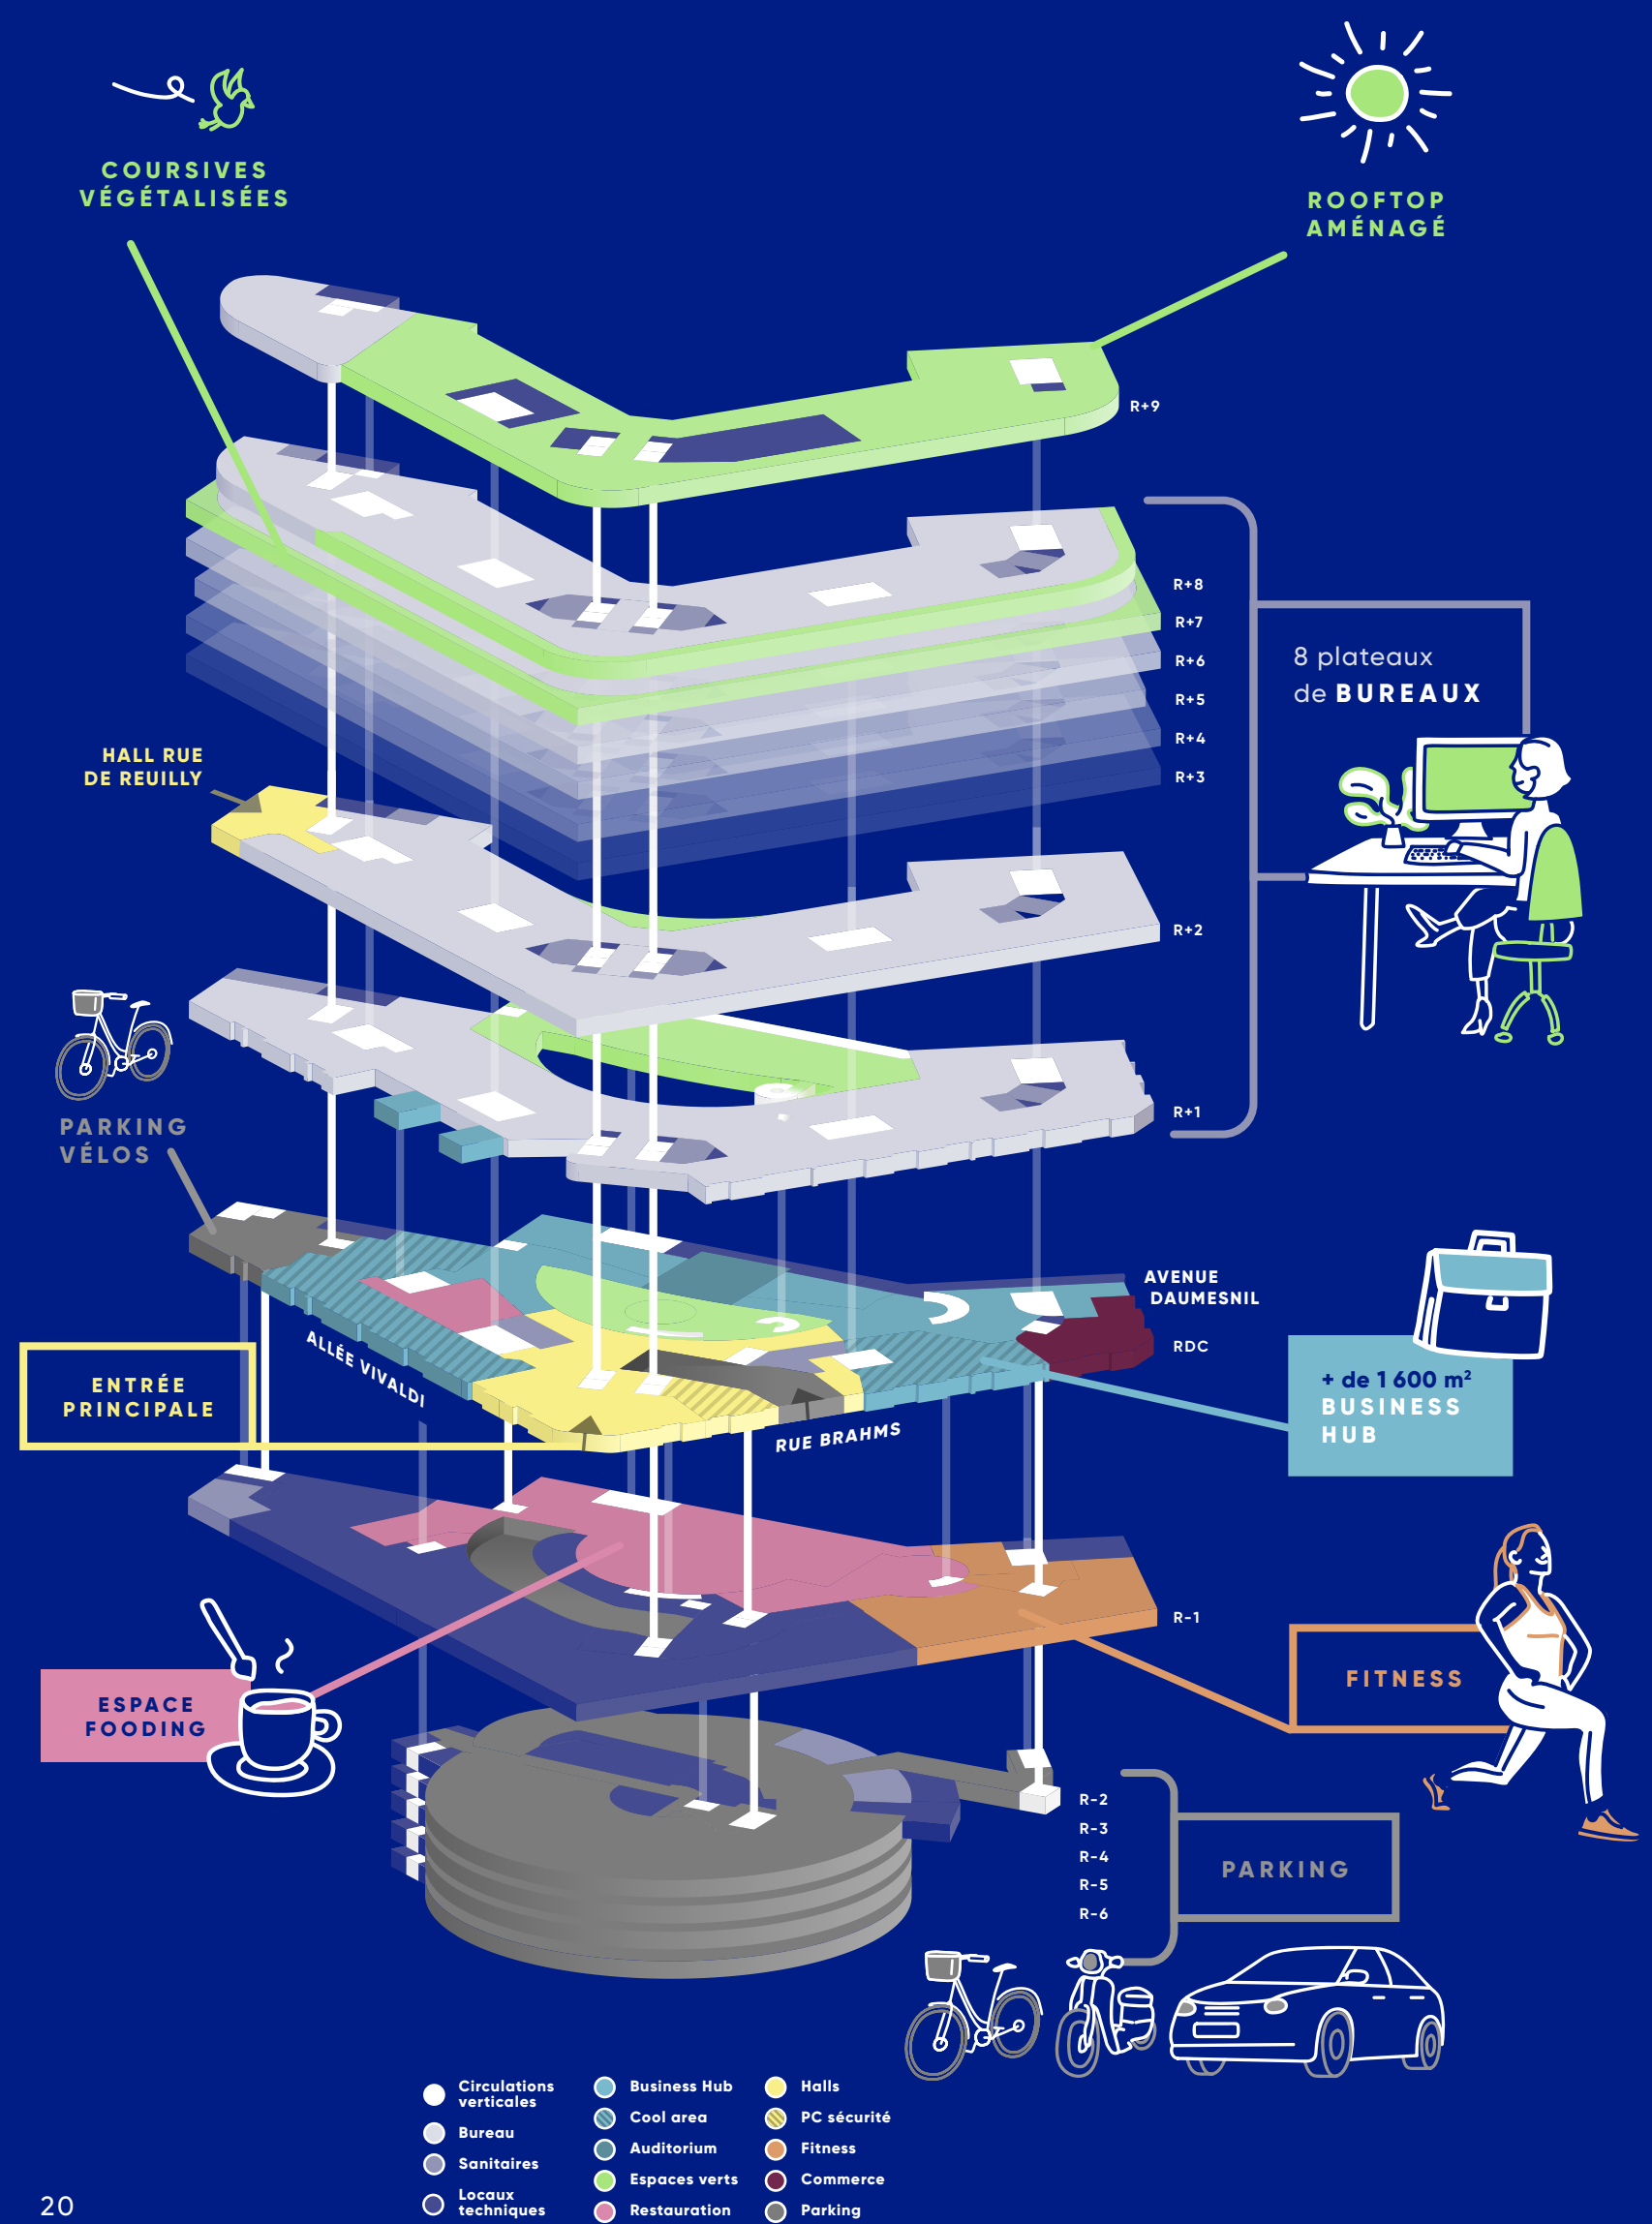 COURSIVES
VÉGÉTALISÉES
ROOFTOP
AMÉNAGÉ
R+9
R+8
R+7
R+6
R+5
R+4
R+3
8 plateaux
de BUREAUX
HALL RUE
DE REUILLY
R+2
PARKING
VÉLOS
R+1
AVENUE
DAUMESNIL
RDC
ALLÉE VIVALDI
ENTRÉE
PRINCIPALE
RUE BRAHMS
+ de 1 600 m²
BUSINESS
HUB
R-1
FITNESS
ESPACE
FOODING
R-2
R-3
R-4
R-5
R-6
PARKING
Circulations
verticales
Bureau
Sanitaires
Locaux
techniques
Business Hub
Cool area
Auditorium
Espaces verts
Restauration
Halls
PC sécurité
Fitness
Commerce
Parking
20